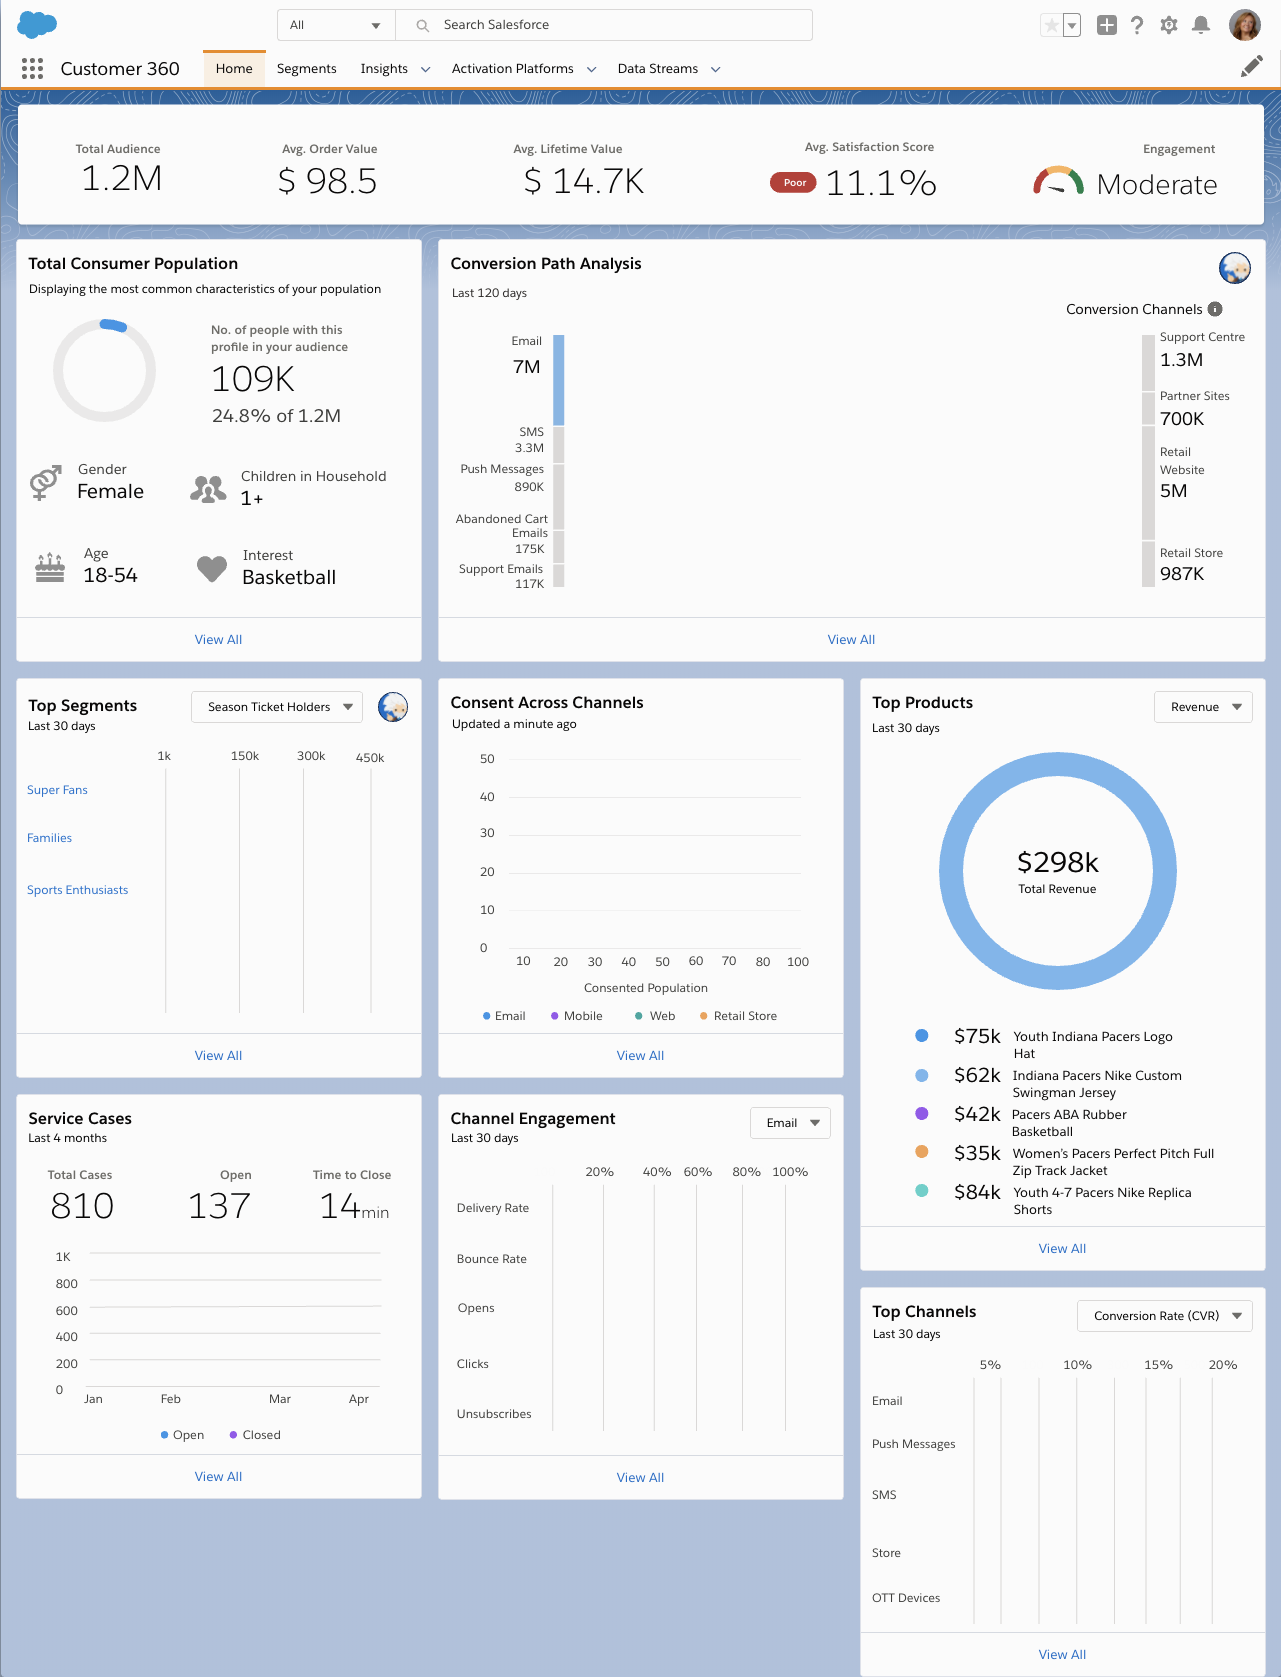 All
Search Salesforce
Customer 360
Home
Segments
Insights
Activation Platforms
Data Streams
Total Audience
1.2M
Avg. Order Value
$ 98.5
Avg. Lifetime Value
$ 14.7K
Avg. Satisfaction Score
Poor
11.1%
Engagement
Moderate
Total Consumer Population
Displaying the most common characteristics of your population
No. of people with this
profile in your audience
109K
24.8% of 1.2M
Gender
Female
Children in Household
1+
Age
18-54
Interest
Basketball
View All
Conversion Path Analysis
Last 120 days
Conversion Channels
Email
7M
SMS
3.3M
Push Messages
890K
Abandoned Cart
Emails
175K
Support Emails
117K
Support Centre
1.3M
Partner Sites
700K
Retail
Website
5M
Retail Store
987K
View All
Top Segments
Last 30 days
Season Ticket Holders
1k 150k 300k 450k
Super Fans
Families
Sports Enthusiasts
View All
Consent Across Channels
Updated a minute ago
50
40
30
20
10
0
10 20 30 40 50 60 70 80 100
Consented Population
Email Mobile Web Retail Store
View All
Top Products
Last 30 days
Revenue
$298k
Total Revenue
$75k Youth Indiana Pacers Logo
Hat
$62k Indiana Pacers Nike Custom
Swingman Jersey
$42k Pacers ABA Rubber
Basketball
$35k Women's Pacers Perfect Pitch Full
Zip Track Jacket
$84k Youth 4-7 Pacers Nike Replica
Shorts
View All
Service Cases
Last 4 months
Total Cases
810
Open
137
Time to Close
14min
1K
800
600
400
200
0
Jan Feb Mar Apr
Open Closed
View All
Channel Engagement
Last 30 days
Email
20% 40% 60% 80% 100%
Delivery Rate
Bounce Rate
Opens
Clicks
Unsubscribes
View All
Top Channels
Last 30 days
Conversion Rate (CVR)
5% 10% 15% 20%
Email
Push Messages
SMS
Store
OTT Devices
View All